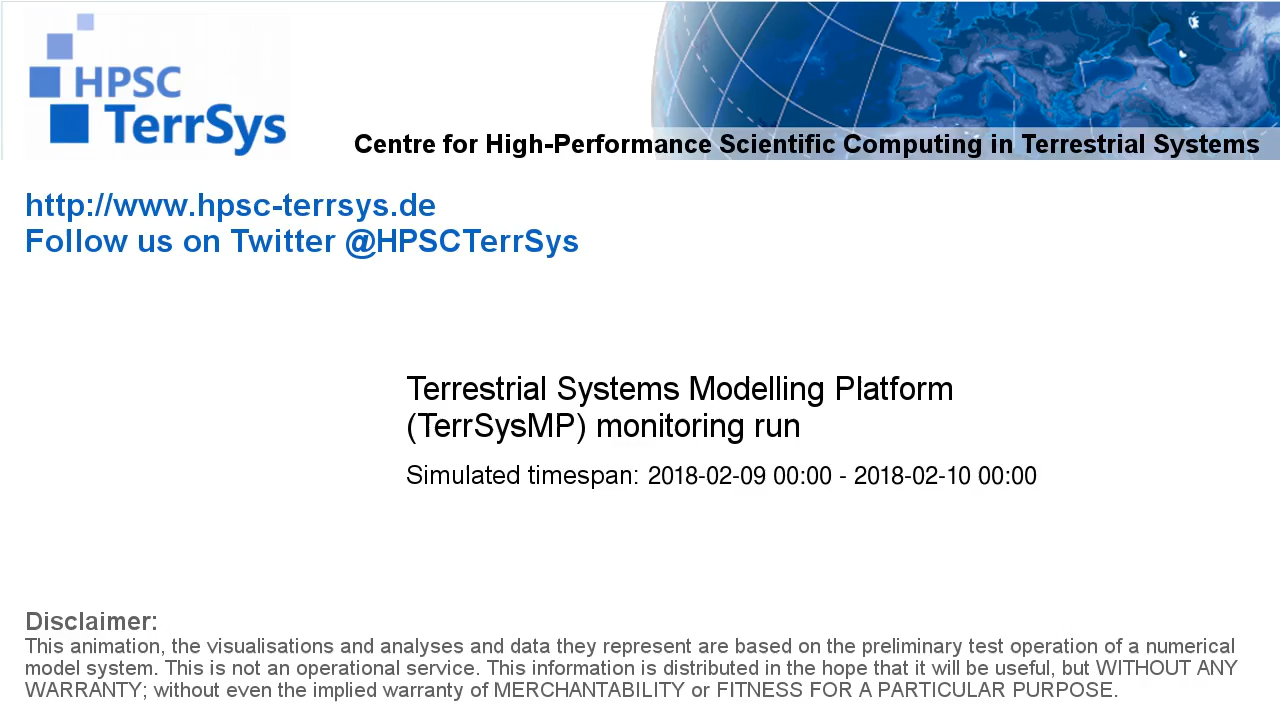 HPSC
TerrSys
Centre for High-Performance Scientific Computing in Terrestrial Systems
http://www.hpsc-terrsys.de
Follow us on Twitter @HPSCTerrSys
Terrestrial Systems Modelling Platform
(TerrSysMP) monitoring run
Simulated timespan: 2018-02-09 00:00 - 2018-02-10 00:00
Disclaimer:
This animation, the visualisations and analyses and data they represent are based on the preliminary test operation of a numerical
model system. This is not an operational service. This information is distributed in the hope that it will be useful, but WITHOUT ANY
WARRANTY; without even the implied warranty of MERCHANTABILITY or FITNESS FOR A PARTICULAR PURPOSE.